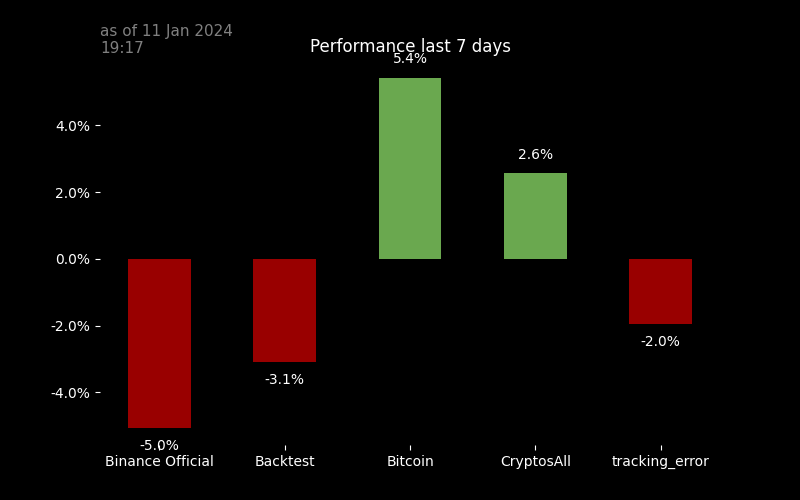 as of 11 Jan 2024
19:17
Performance last 7 days
5.4%
4.0%
2.6%
2.0%
0.0%
-2.0%
-2.0%
-3.1%
-4.0%
-5.0%
Binance Official
Backtest
Bitcoin
CryptosAll
tracking_error